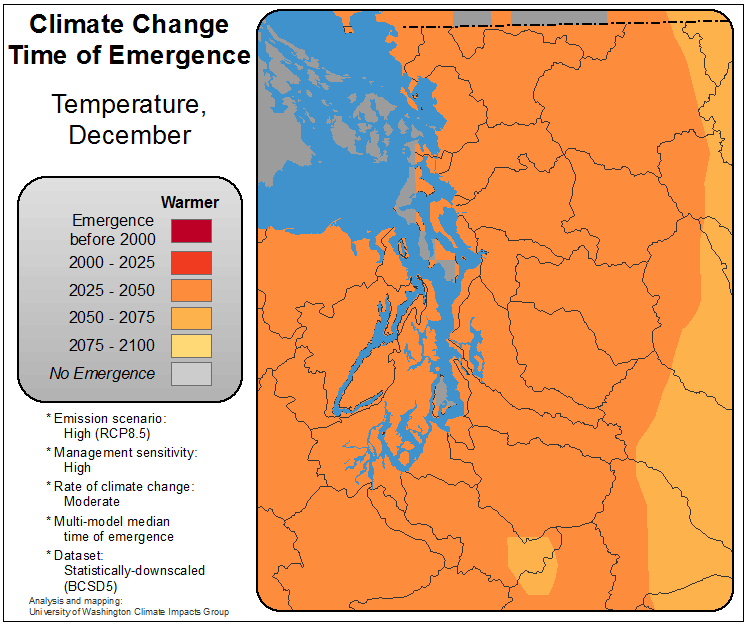 Climate Change
Time of Emergence
Temperature,
December
Warmer
Emergence
before 2000
2000 - 2025
2025 - 2050
2050 - 2075
2075 - 2100
No Emergence
* Emission scenario:
High (RCP8.5)
* Management sensitivity:
High
* Rate of climate change:
Moderate
* Multi-model median
time of emergence
* Dataset:
Statistically-downscaled
(BCSD5)
Analysis and mapping:
University of Washington Climate Impacts Group